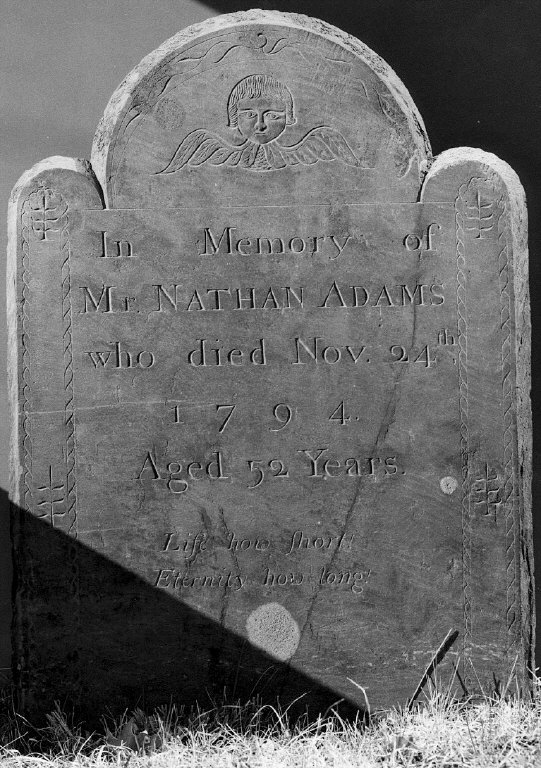 In Memory of
Mr. NATHAN ADAMS
who died Nov. 24th
1794.
Aged 52 Years.
Life how ſhort!
Eternity how long!